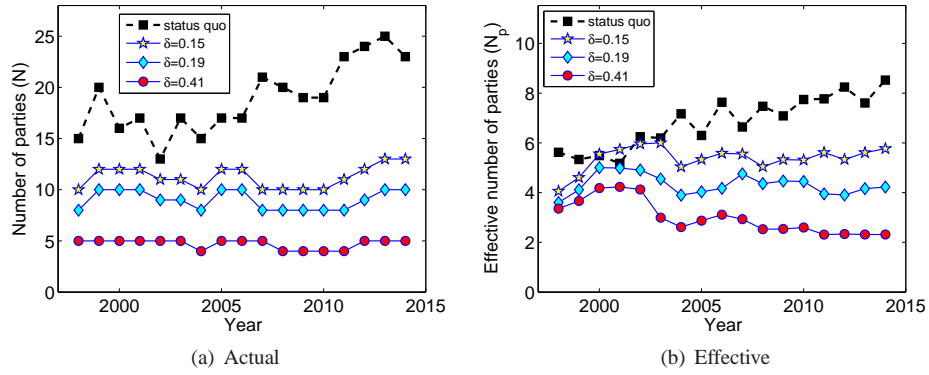 Number of parties (N)
25
20
15
10
5
0
status quo
δ=0.15
δ=0.19
δ=0.41
2000
2005
2010
2015
Year
(a) Actual
Effective number of parties (Np)
10
8
6
4
2
0
status quo
δ=0.15
δ=0.19
δ=0.41
2000
2005
2010
2015
Year
(b) Effective